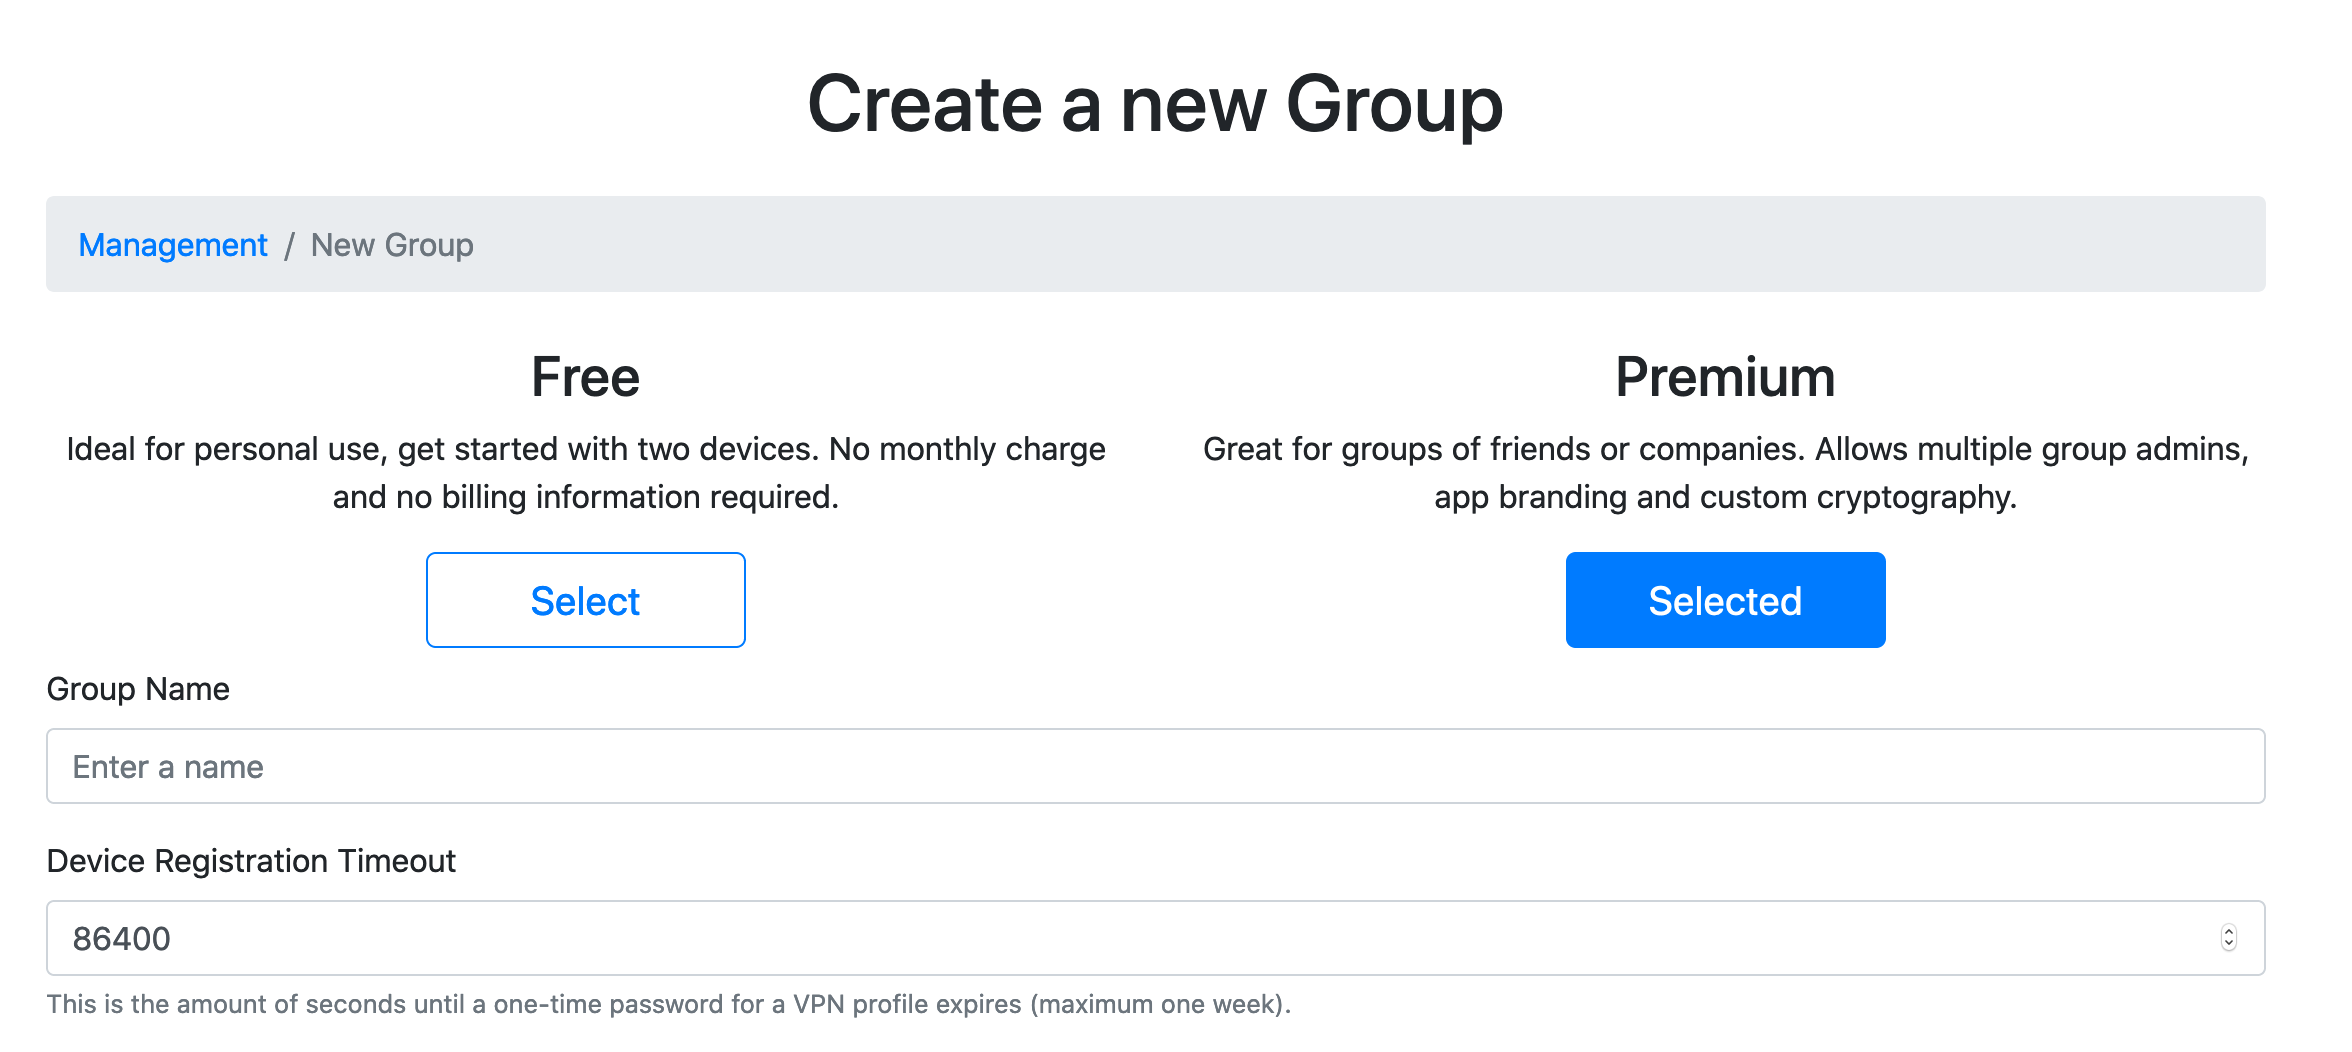 Create a new Group
Management / New Group
Free
Ideal for personal use, get started with two devices. No monthly charge
and no billing information required.
Select
Premium
Great for groups of friends or companies. Allows multiple group admins,
app branding and custom cryptography.
Selected
Group Name
Enter a name
Device Registration Timeout
86400
This is the amount of seconds until a one-time password for a VPN profile expires (maximum one week).